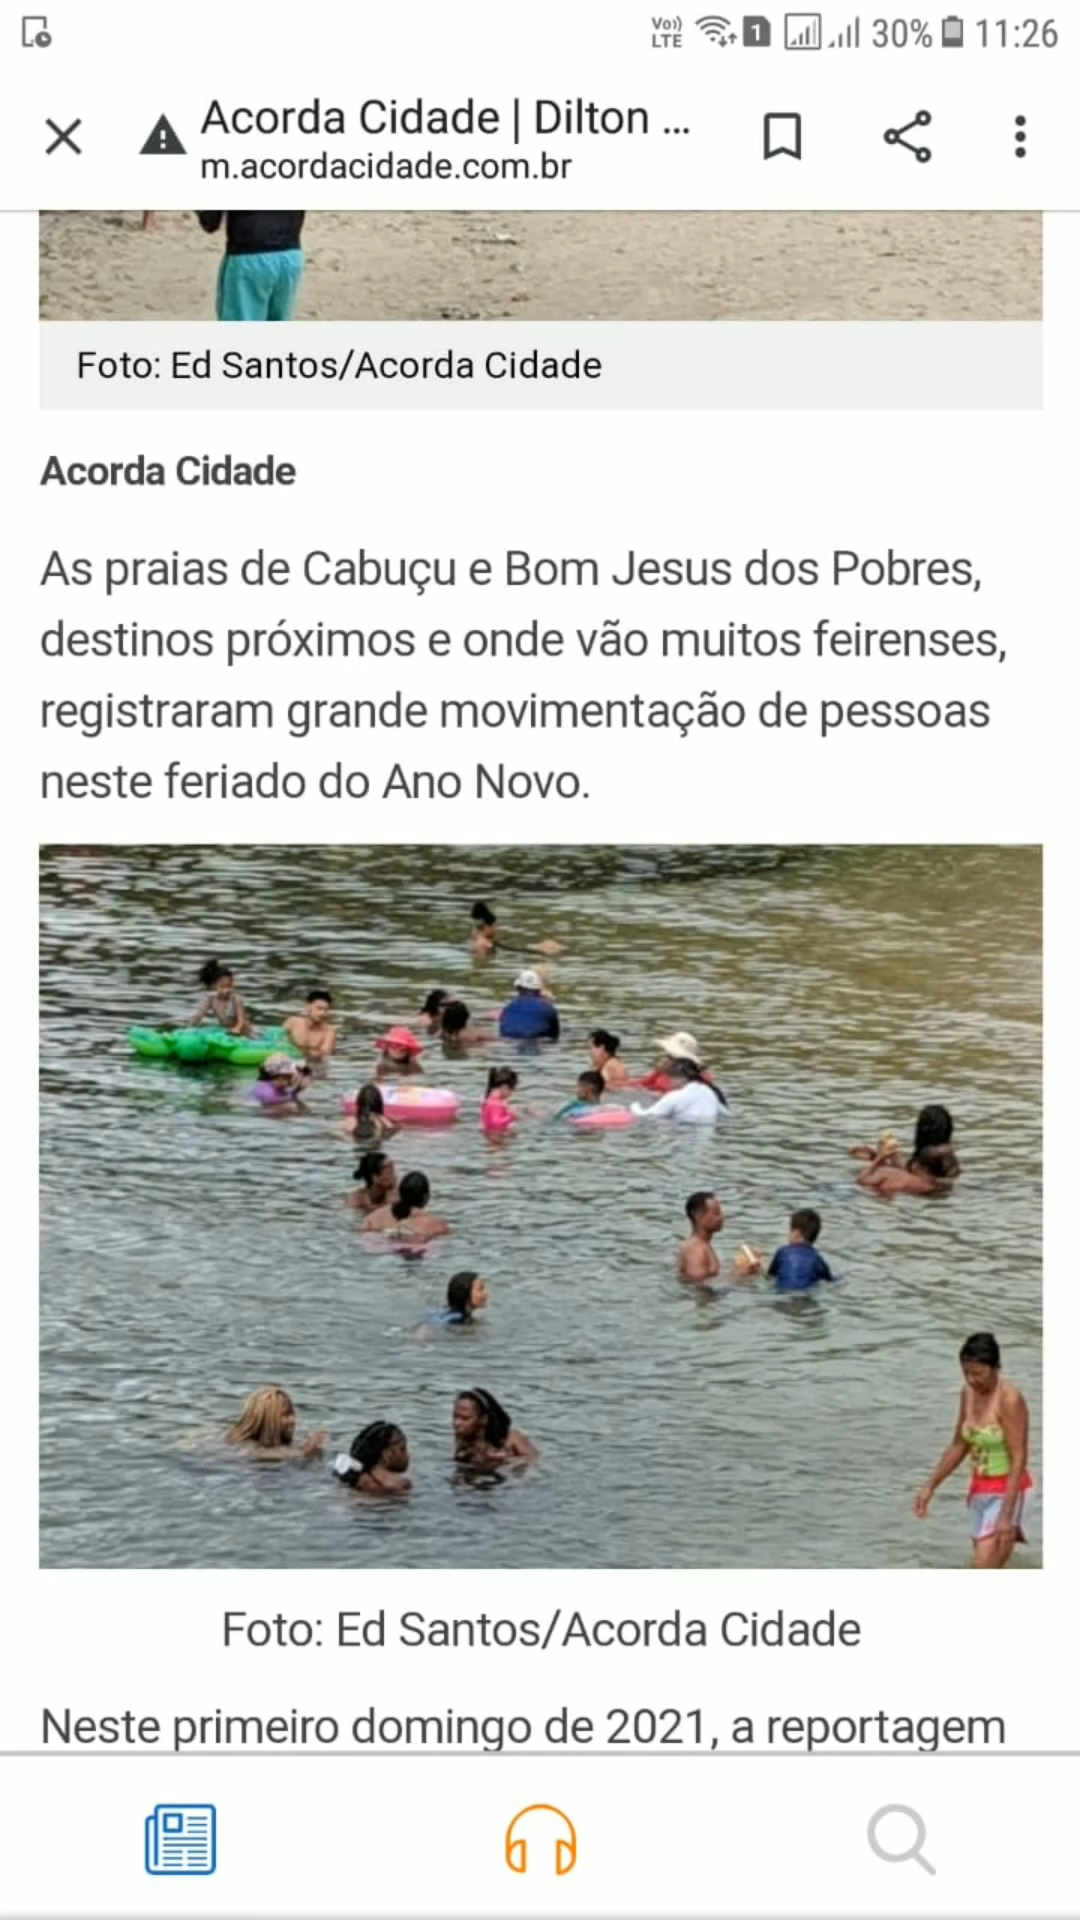 Vo)) LTE 1 30% 11:26
Acorda Cidade | Dilton ...
m.acordacidade.com.br
Foto: Ed Santos/Acorda Cidade
Acorda Cidade
As praias de Cabuçu e Bom Jesus dos Pobres,
destinos próximos e onde vão muitos feirenses,
registraram grande movimentação de pessoas
neste feriado do Ano Novo.
Foto: Ed Santos/Acorda Cidade
Neste primeiro domingo de 2021, a reportagem